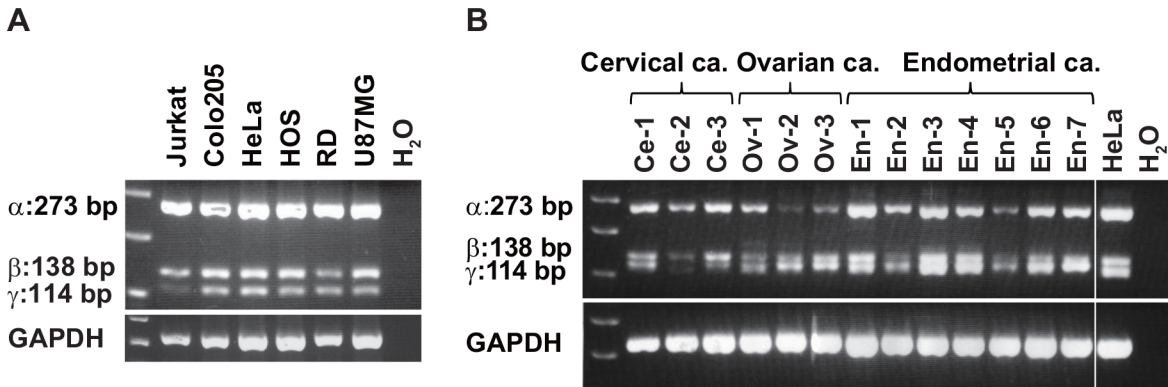 A
Jurkat
Colo205
HeLa
HOS
RD
U87MG
H₂O
α:273 bp
β:138 bp
γ:114 bp
GAPDH
B
Cervical ca. Ovarian ca. Endometrial ca.
Ce-1
Ce-2
Ce-3
Ov-1
Ov-2
Ov-3
En-1
En-2
En-3
En-4
En-5
En-6
En-7
HeLa
H₂O
α:273 bp
β:138 bp
γ:114 bp
GAPDH